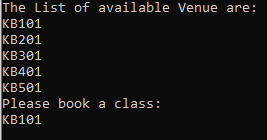 The List of available Venue are:
KB101
KB201
KB301
KB401
KB501
Please book a class:
KB101